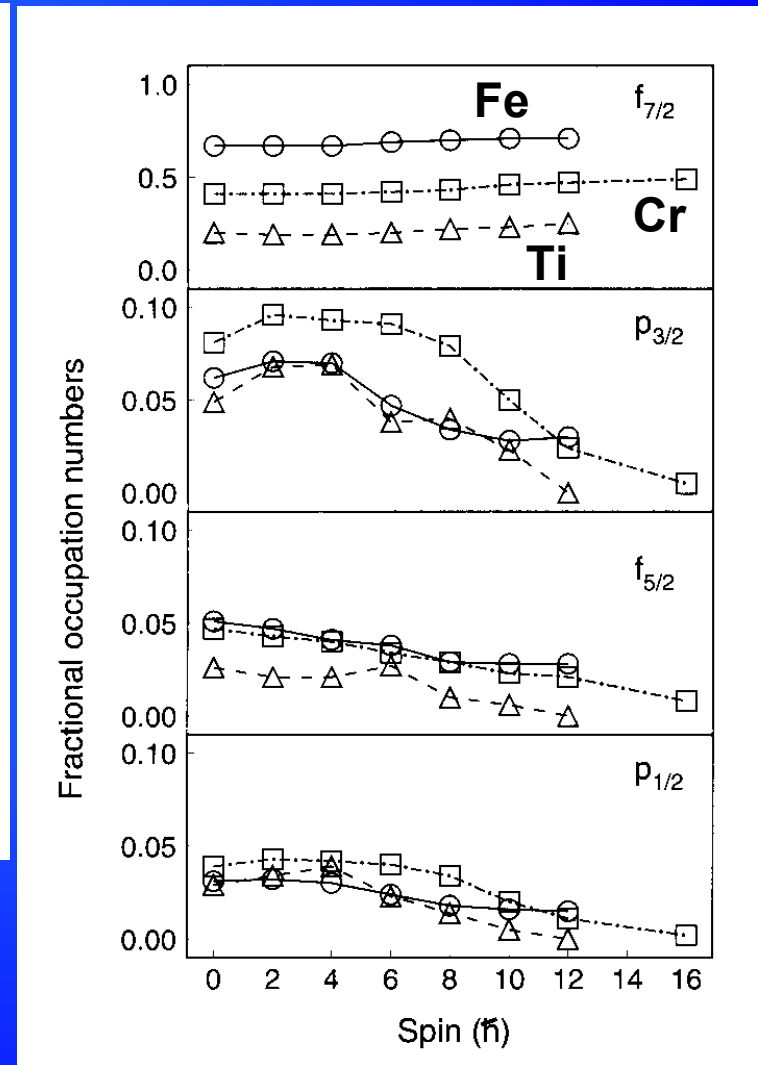 1.0
Fe
f7/2
0.5
Cr
Ti
0.0
0.10
p3/2
0.05
0.00
0.10
f5/2
0.05
0.00
0.10
p1/2
0.05
0.00
Fractional occupation numbers
0 2 4 6 8 10 12 14 16
Spin (ħ)